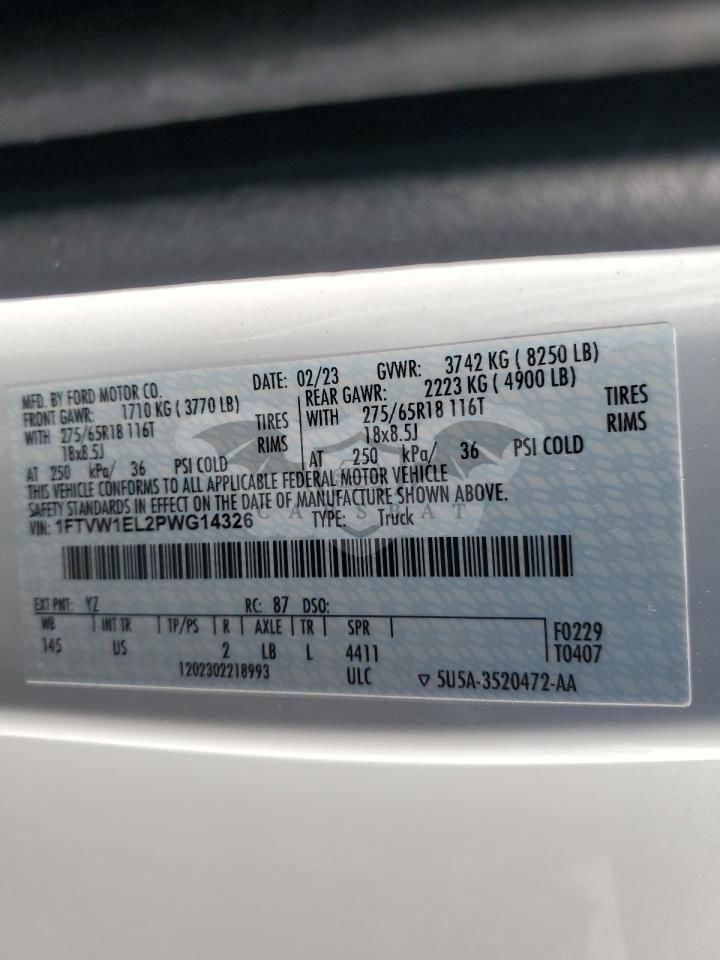 MFD. BY FORD MOTOR CO.
DATE: 02/23 GVWR: 3742 KG ( 8250 LB)
FRONT GAWR: 1710 KG ( 3770 LB)
WITH 275/65R18 116T TIRES
18x8.5J RIMS
AT 250 kPa/ 36 PSI COLD
REAR GAWR: 2223 KG ( 4900 LB)
WITH 275/65R18 116T TIRES
18x8.5J RIMS
AT 250 kPa/ 36 PSI COLD
THIS VEHICLE CONFORMS TO ALL APPLICABLE FEDERAL MOTOR VEHICLE
SAFETY STANDARDS IN EFFECT ON THE DATE OF MANUFACTURE SHOWN ABOVE.
VIN: 1FTVW1EL2PWG14326 TYPE: Truck
CARSBAT
EXT PNT: YZ RC: 87 DSO:
WB INT TR TP/PS R AXLE TR SPR
145 US 2 LB L 4411
F0229
T0407
1202302218993 ULC ▽ 5U5A-3520472-AA